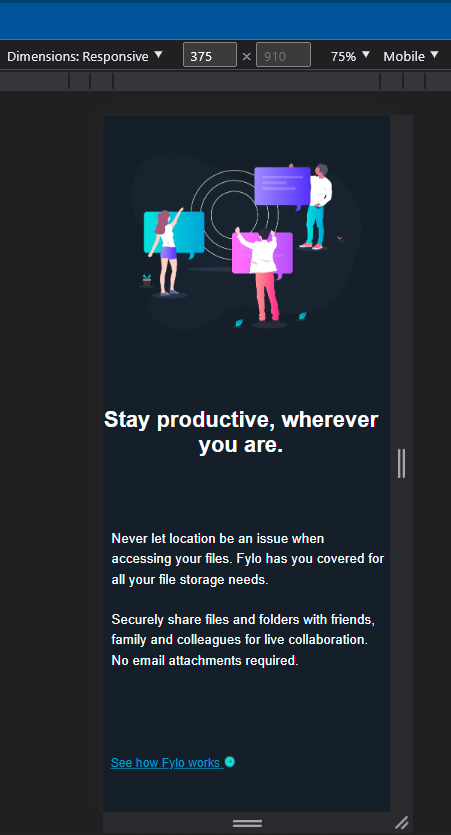 Dimensions: Responsive ▼ 375 × 910 75% ▼ Mobile ▼
Stay productive, wherever
you are.
Never let location be an issue when
accessing your files. Fylo has you covered for
all your file storage needs.
Securely share files and folders with friends,
family and colleagues for live collaboration.
No email attachments required.
See how Fylo works